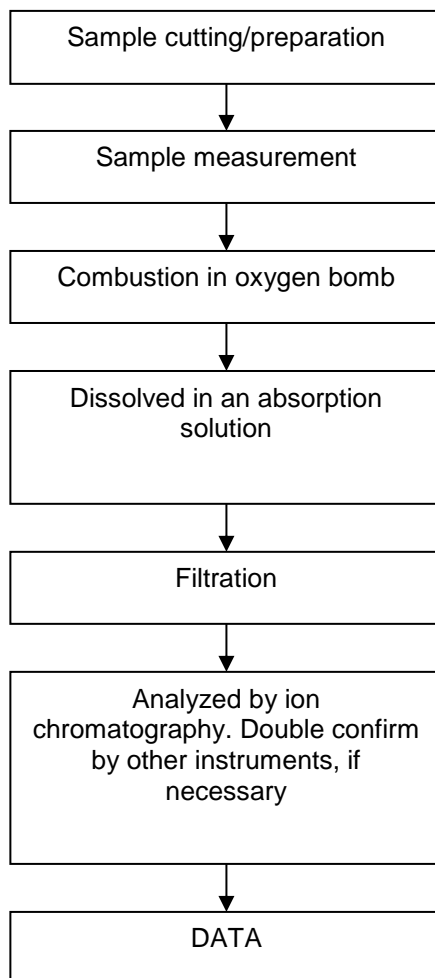 Sample cutting/preparation
Sample measurement
Combustion in oxygen bomb
Dissolved in an absorption
solution
Filtration
Analyzed by ion
chromatography. Double confirm
by other instruments, if
necessary
DATA